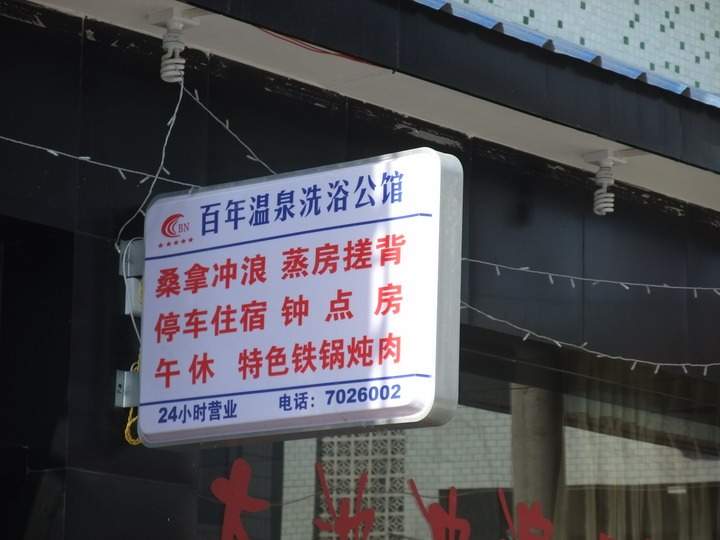 BN
百年温泉洗浴公馆
桑拿冲浪 蒸房搓背
停车住宿 钟 点 房
午休 特色铁锅炖肉
24小时营业 电话：7026002